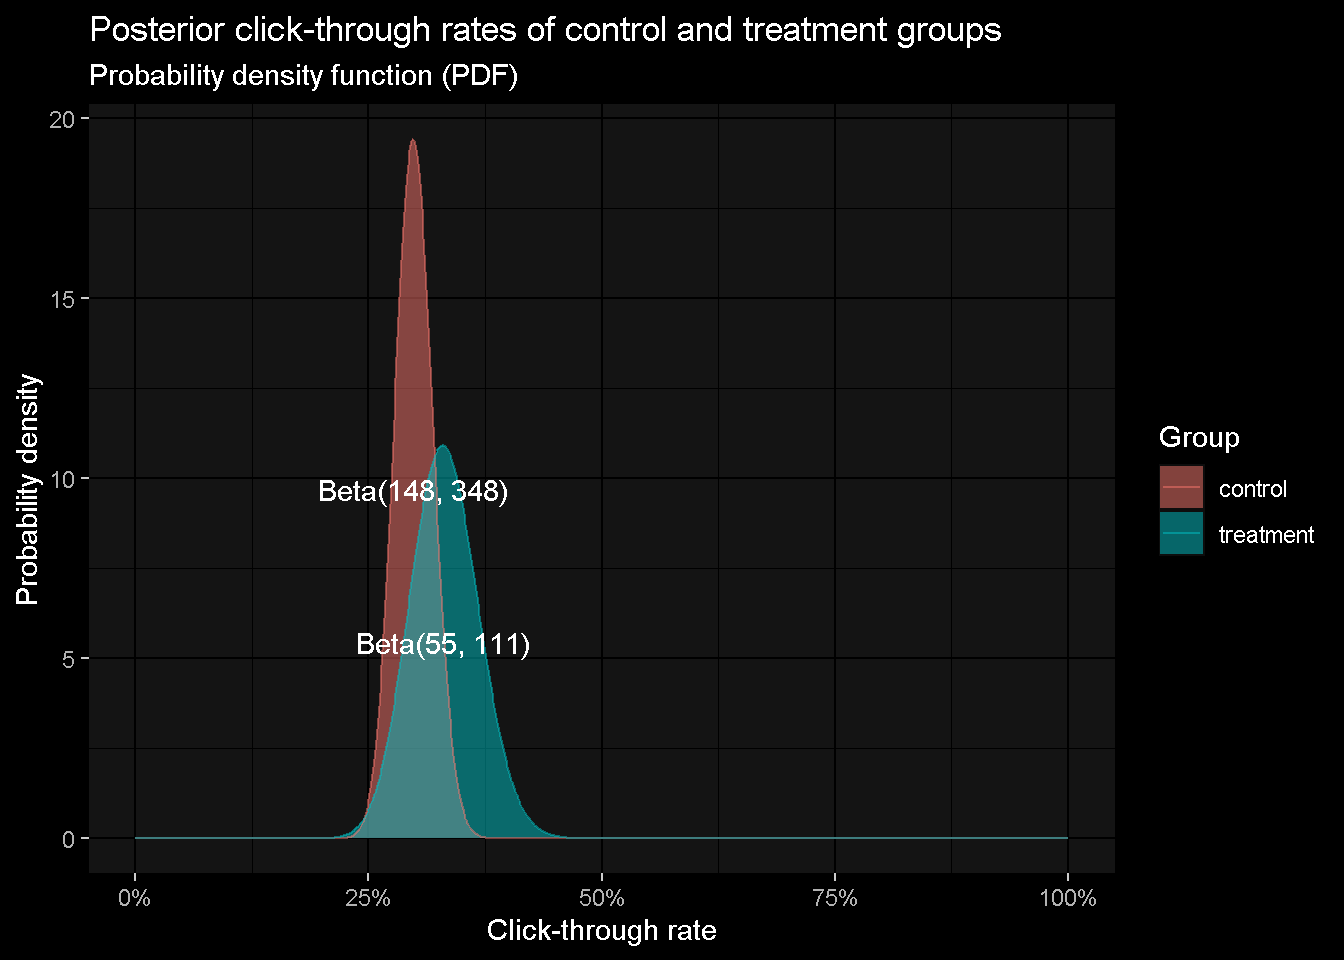 Posterior click-through rates of control and treatment groups
Probability density function (PDF)
20
15
10
5
0
Probability density
Beta(148, 348)
Beta(55, 111)
0%
25%
50%
75%
100%
Click-through rate
Group
control
treatment